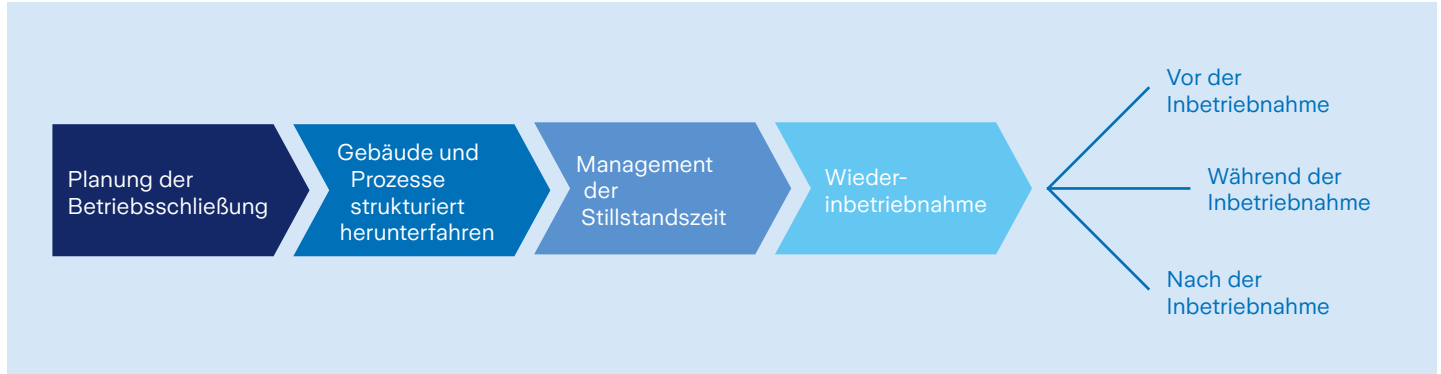 Planung der
Betriebsschließung
Gebäude und
Prozesse
strukturiert
herunterfahren
Management
der
Stillstandszeit
Wieder-
inbetriebnahme
Vor der
Inbetriebnahme
Während der
Inbetriebnahme
Nach der
Inbetriebnahme